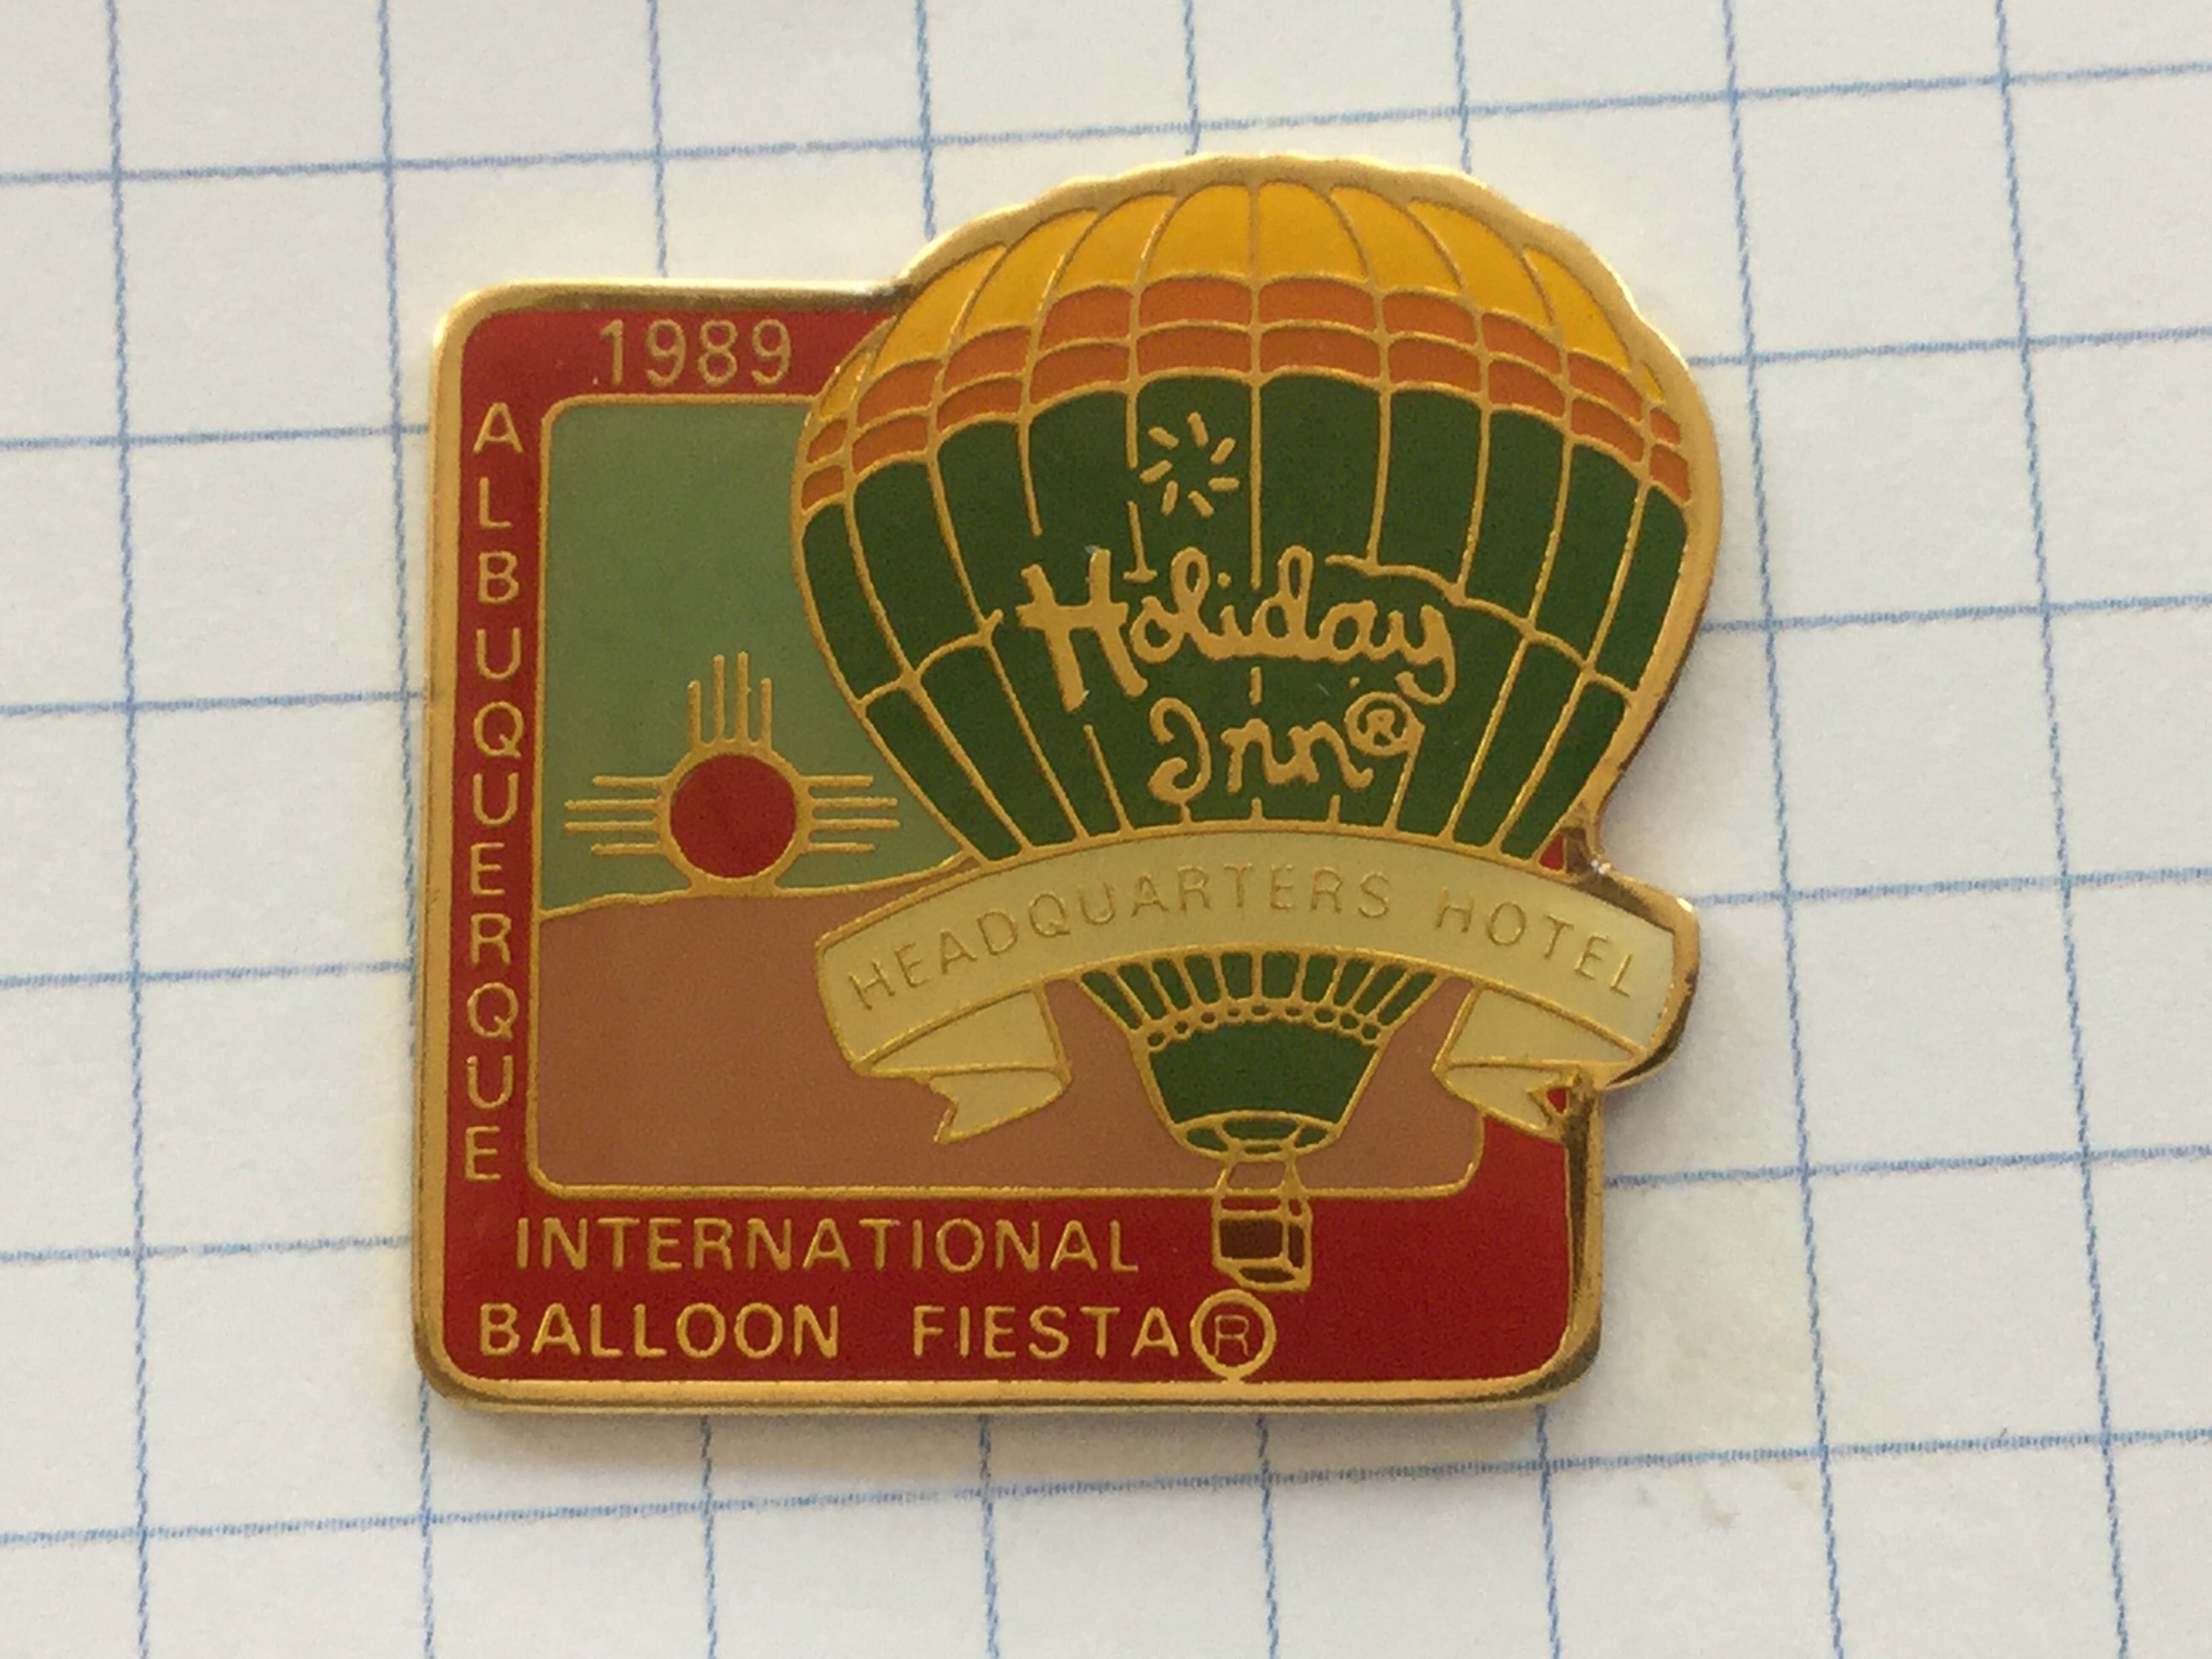 1989
ALBUQUERQUE
Holiday
Inn®
HEADQUARTERS HOTEL
INTERNATIONAL
BALLOON FIESTA®